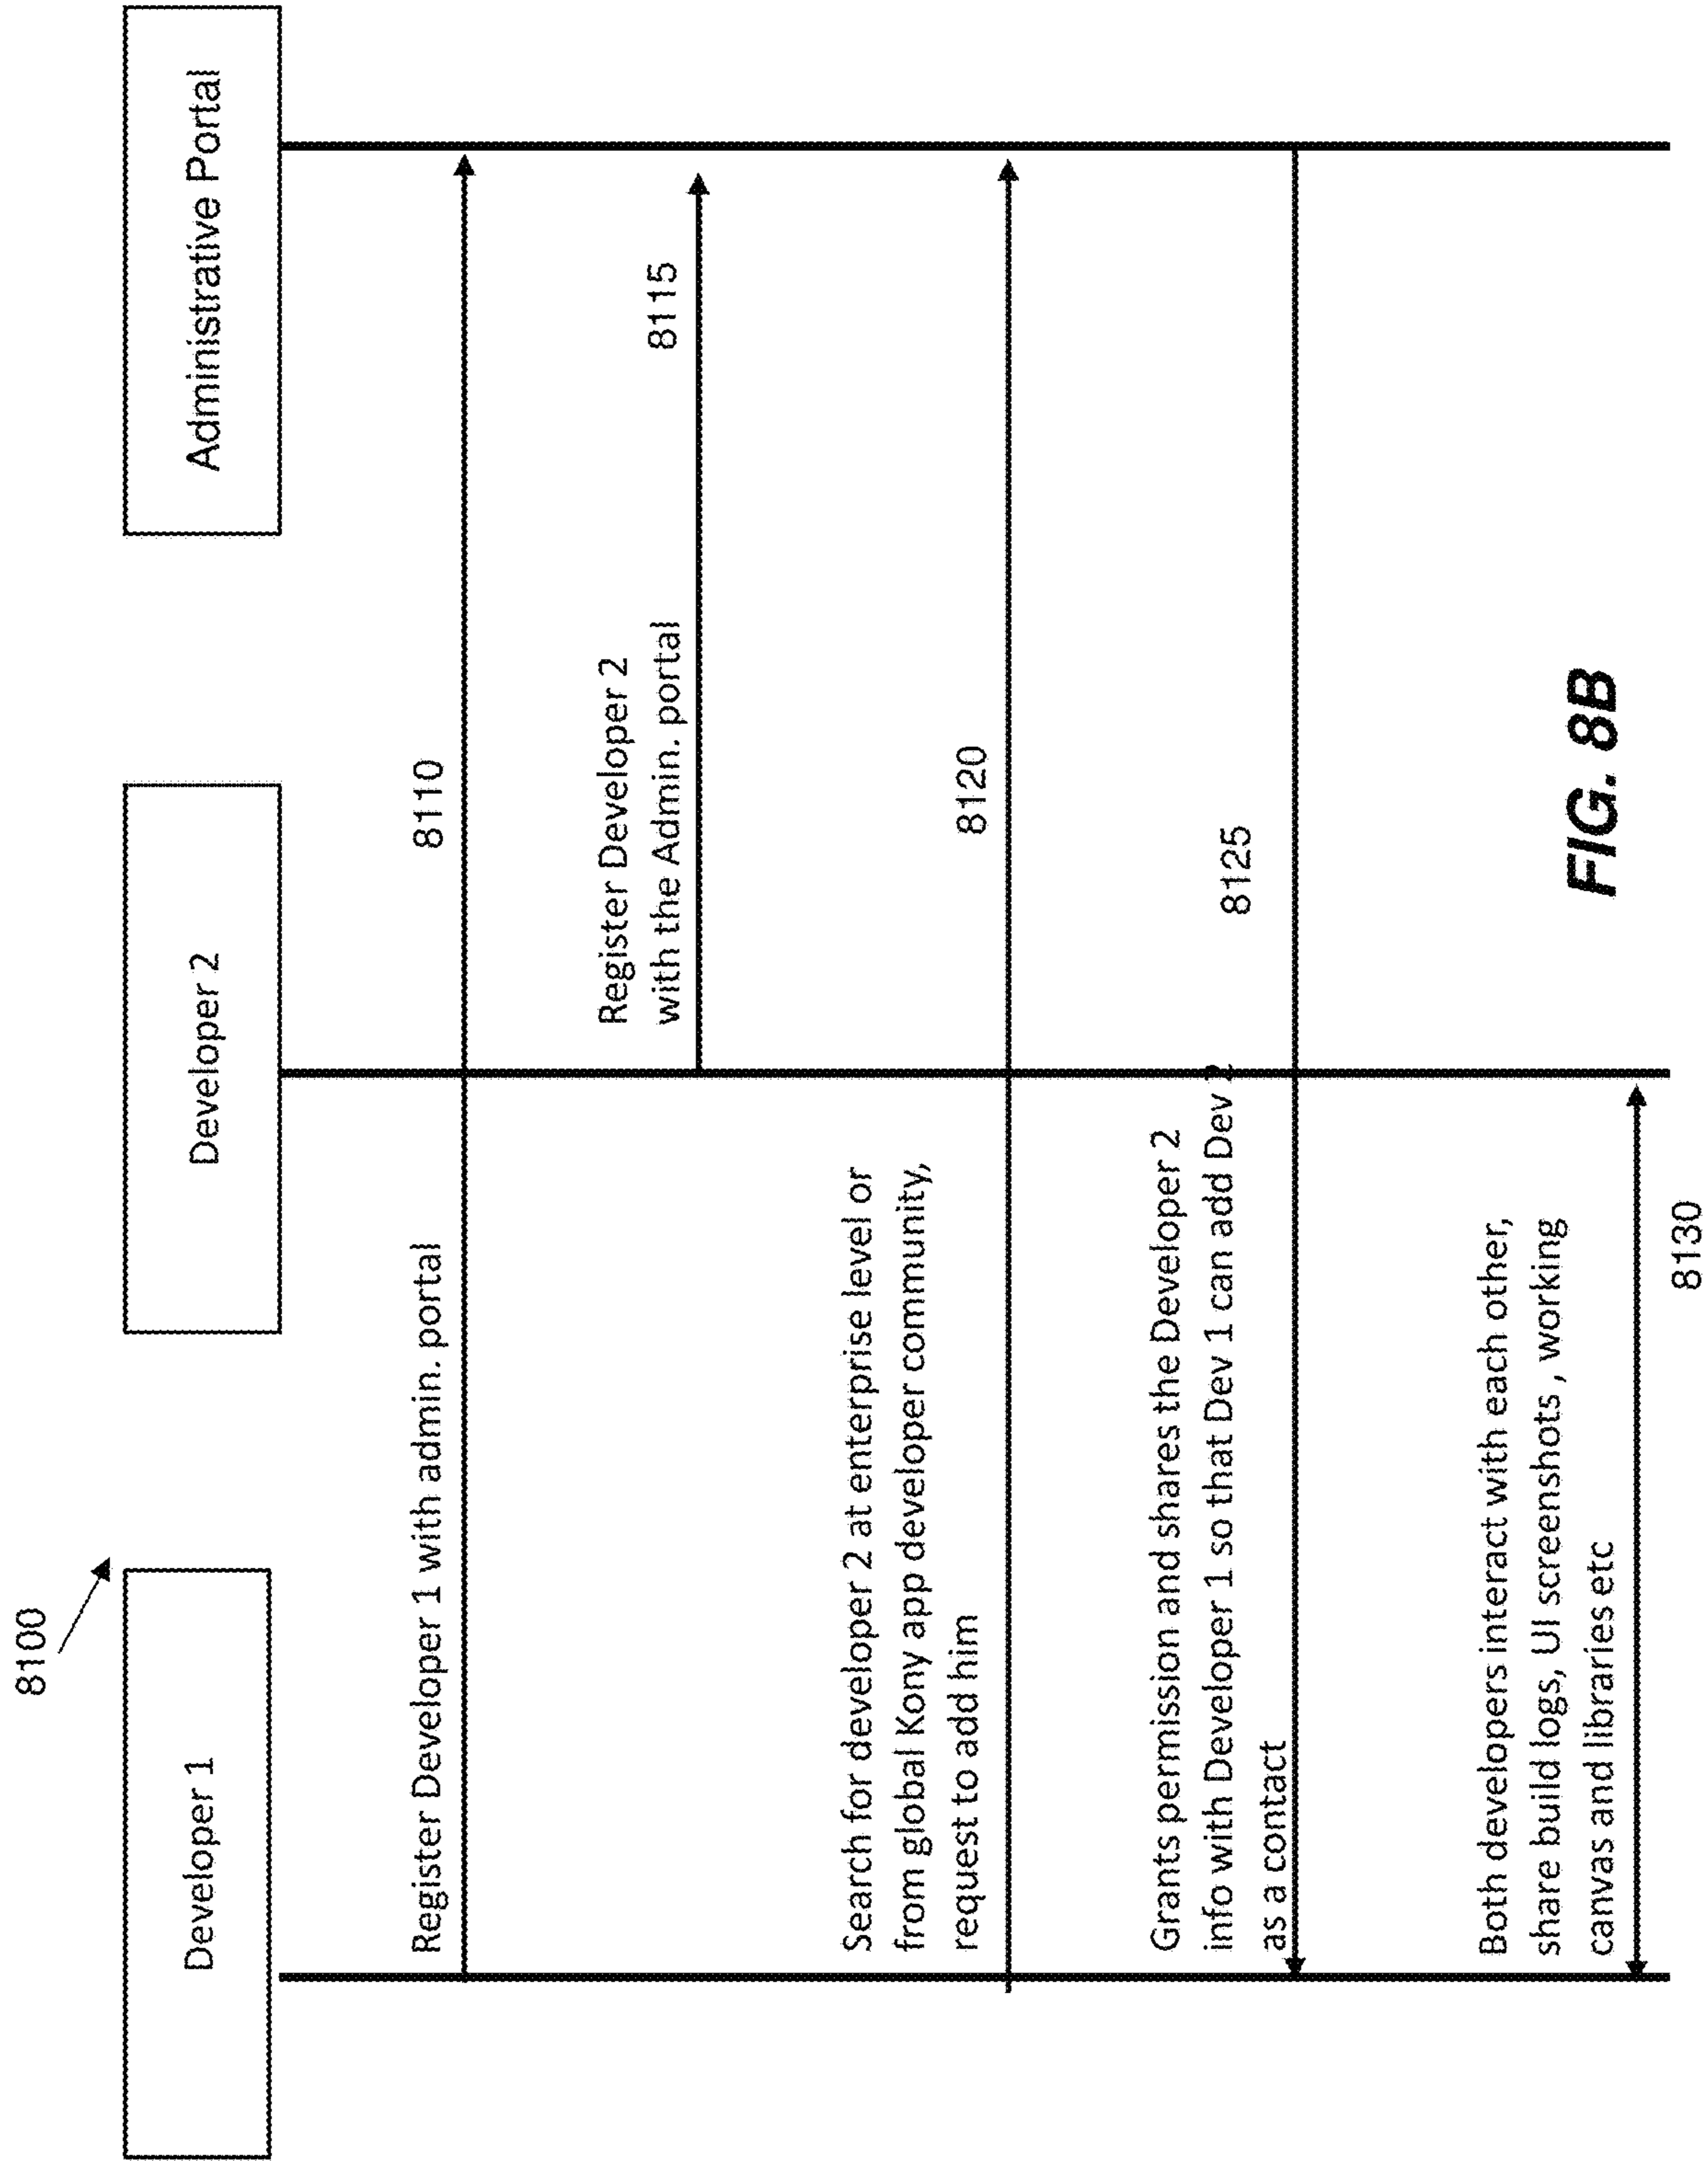 8100
Developer 1
Developer 2
Administrative Portal
Register Developer 1 with admin. portal
8110
Register Developer 2
with the Admin. portal
8115
Search for developer 2 at enterprise level or
from global Kony app developer community,
request to add him
8120
Grants permission and shares the Developer 2
info with Developer 1 so that Dev 1 can add Dev 2
as a contact
8125
Both developers interact with each other,
share build logs, UI screenshots , working
canvas and libraries etc
8130
FIG. 8B